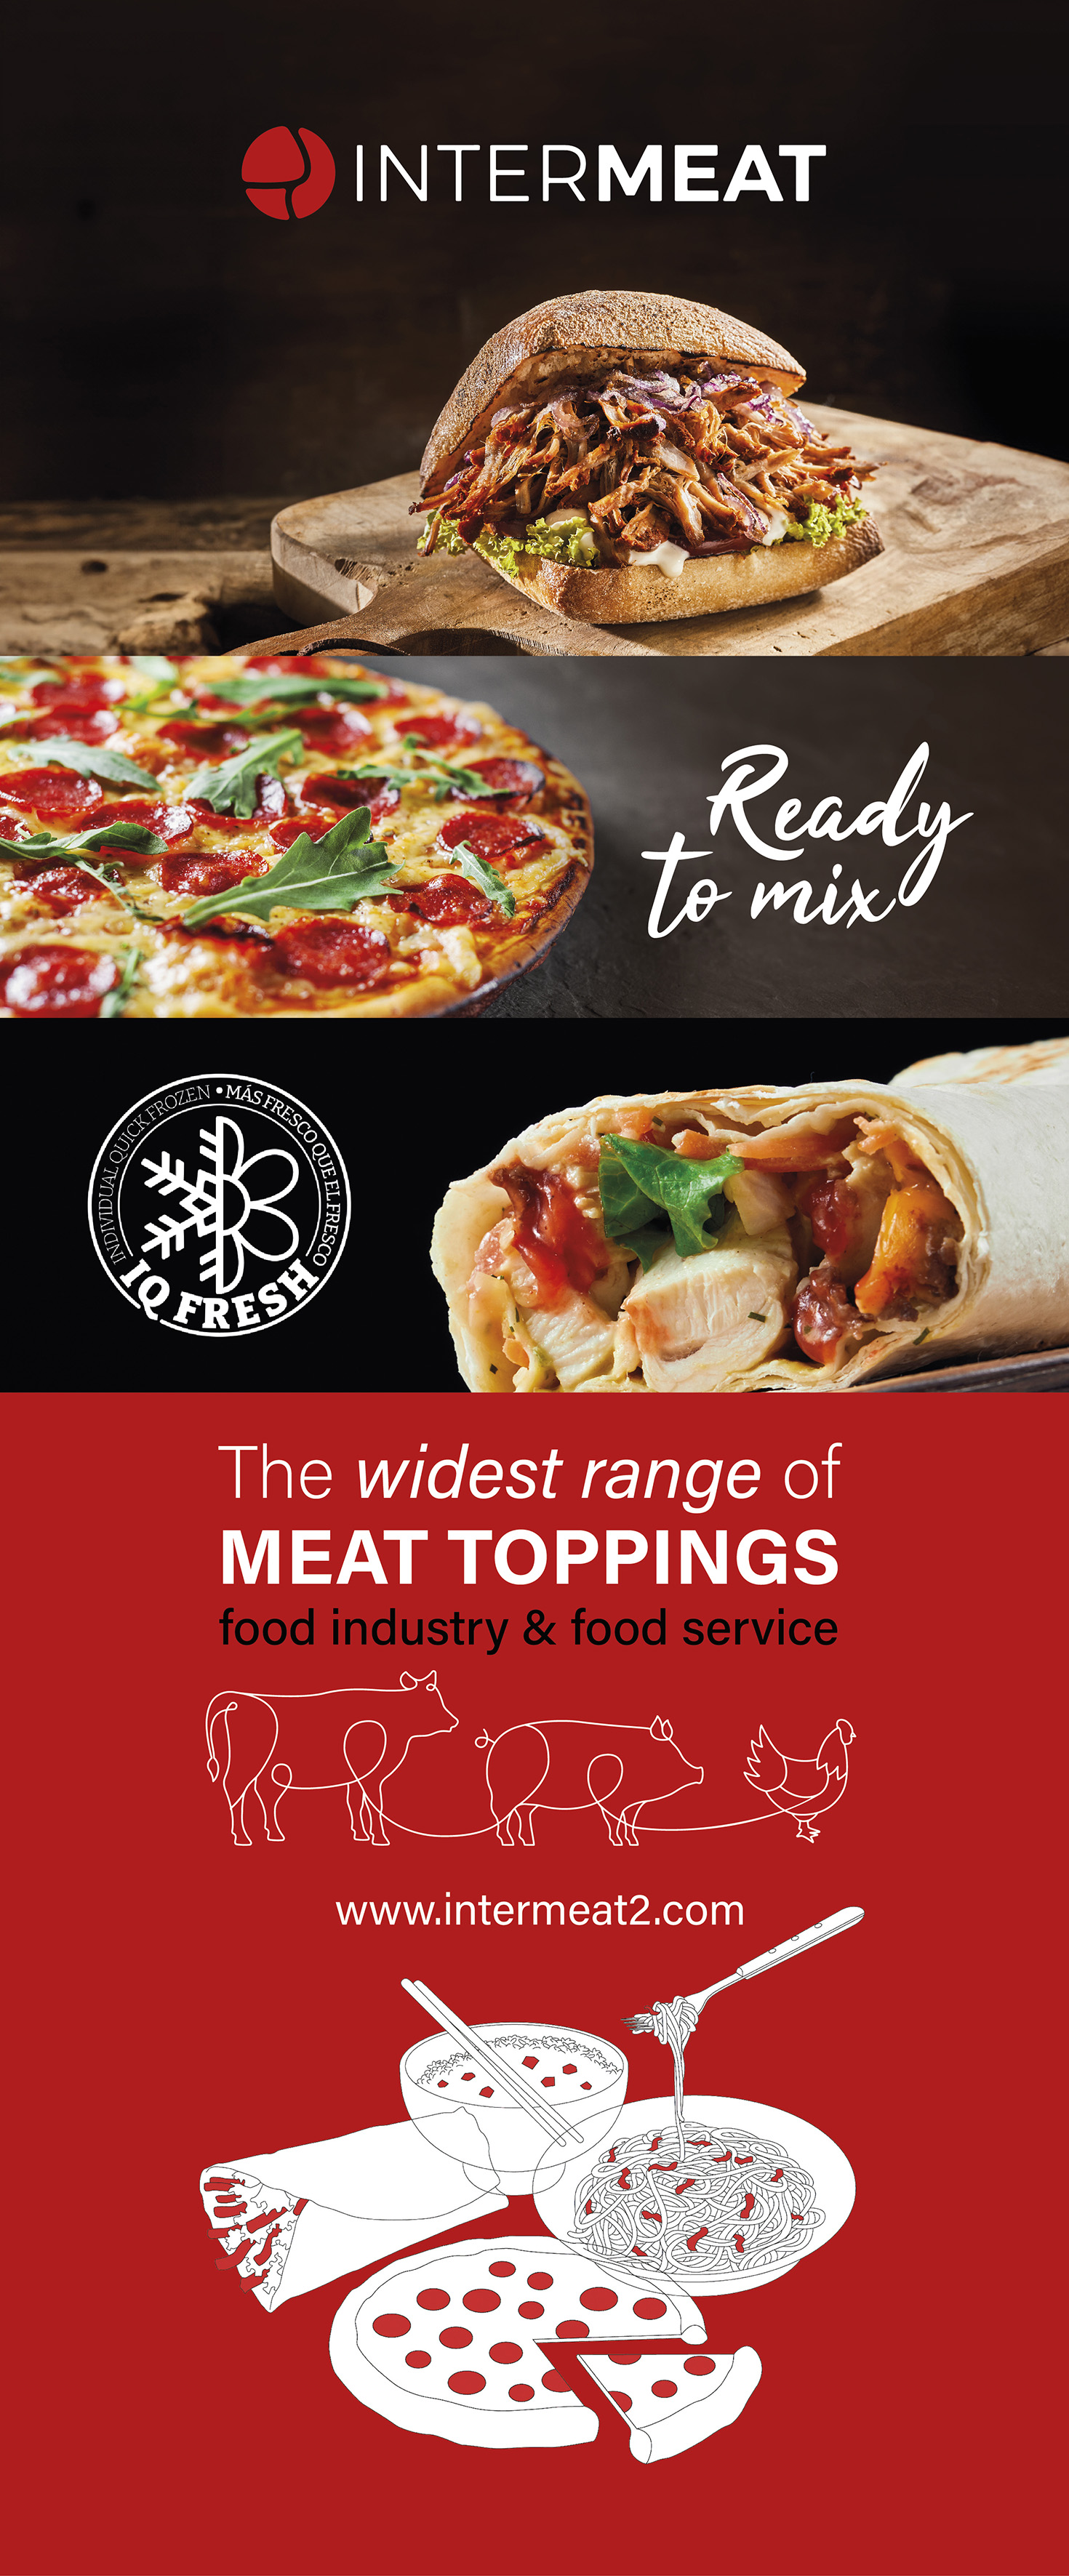 INTERMEAT
Ready
to mix
INDIVIDUAL QUICK FROZEN • MÁS FRESCO QUE EL FRESCO
IQ FRESH
The widest range of
MEAT TOPPINGS
food industry & food service
www.intermeat2.com